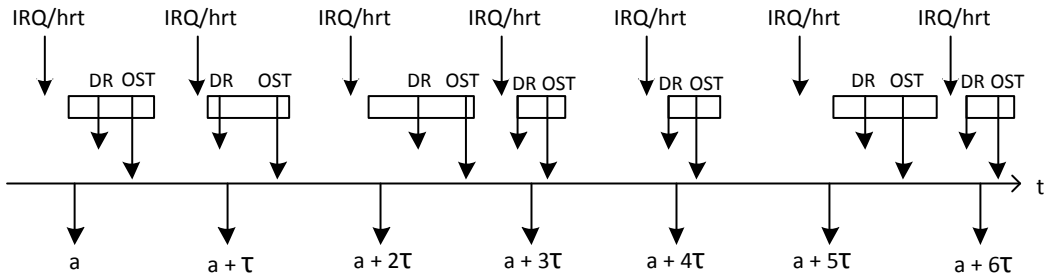 IRQ/hrt IRQ/hrt IRQ/hrt IRQ/hrt IRQ/hrt IRQ/hrt IRQ/hrt
DR OST DR OST DR OST DR OST DR OST DR OST DR OST
t
a a + τ a + 2τ a + 3τ a + 4τ a + 5τ a + 6τ